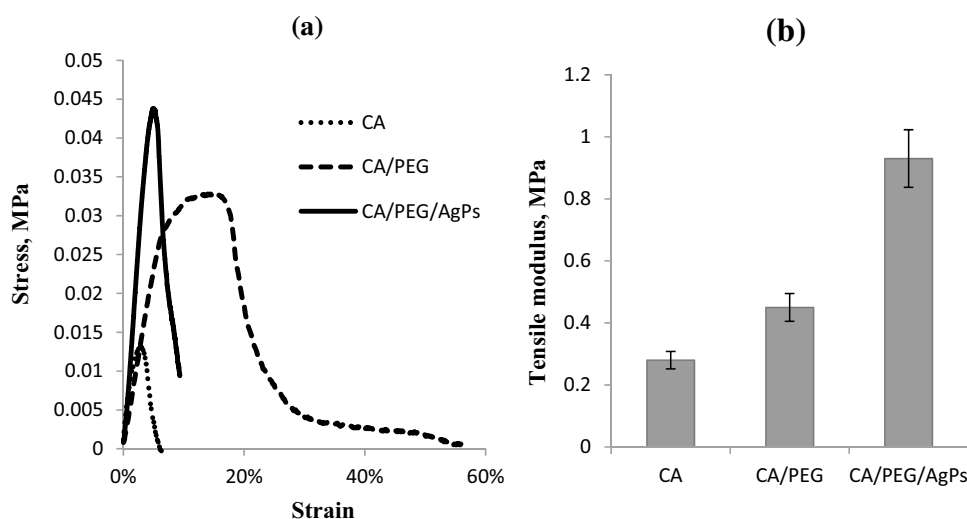 (a)
Stress, MPa
0.05
0.045
0.04
0.035
0.03
0.025
0.02
0.015
0.01
0.005
0
0%
20%
40%
60%
Strain
CA
CA/PEG
CA/PEG/AgPs
(b)
Tensile modulus, MPa
1.2
1
0.8
0.6
0.4
0.2
0
CA
CA/PEG
CA/PEG/AgPs